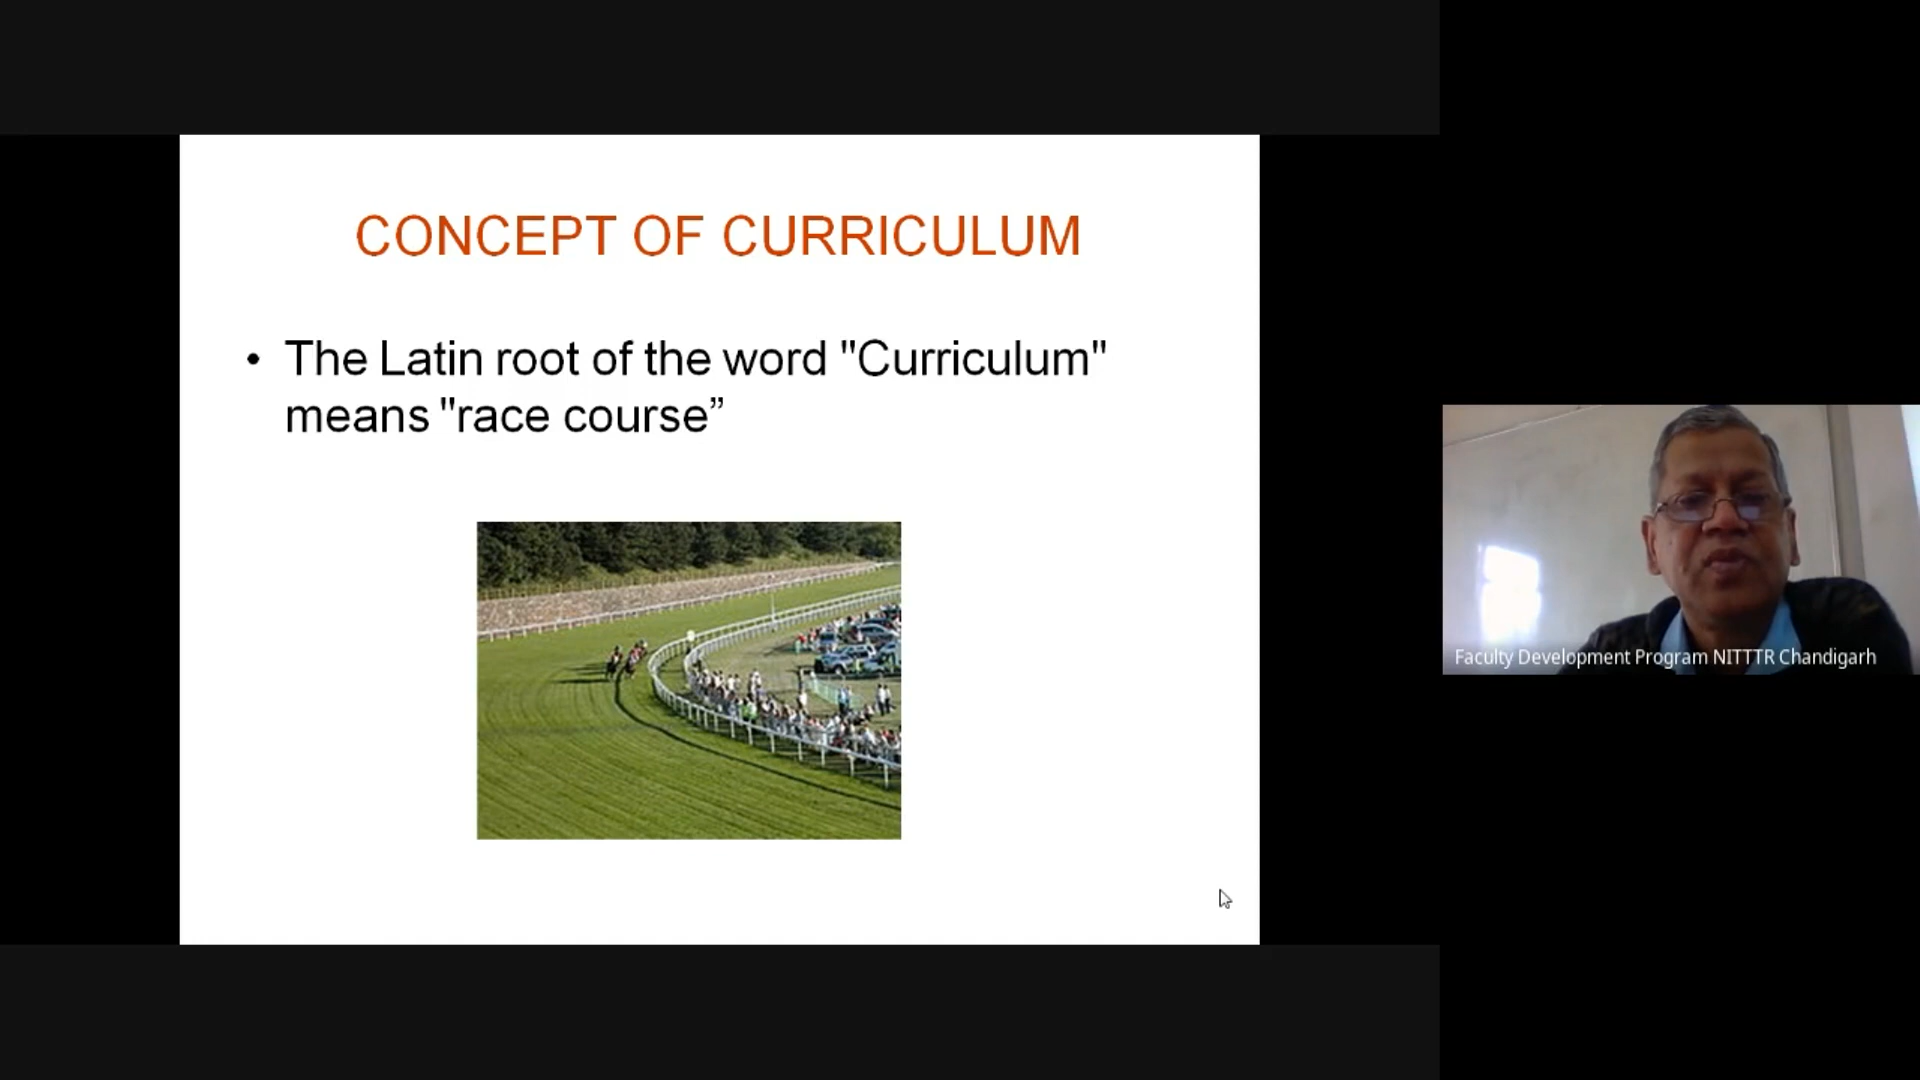 CONCEPT OF CURRICULUM
• The Latin root of the word "Curriculum"
means "race course”
Faculty Development Program NITTTR Chandigarh